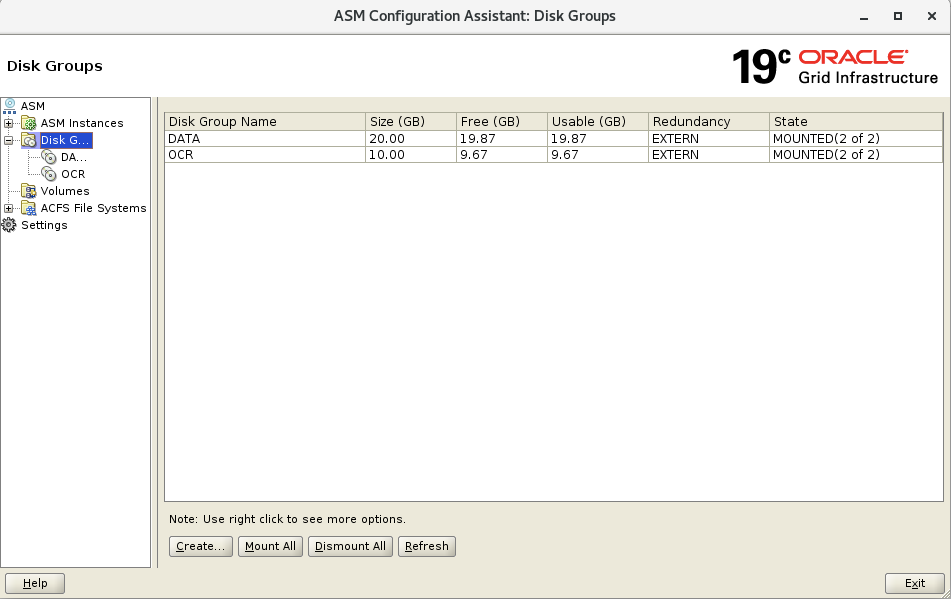 ASM Configuration Assistant: Disk Groups
Disk Groups
19c ORACLE
Grid Infrastructure
ASM
ASM Instances
Disk G...
DA...
OCR
Volumes
ACFS File Systems
Settings
Disk Group Name Size (GB) Free (GB) Usable (GB) Redundancy State
DATA 20.00 19.87 19.87 EXTERN MOUNTED(2 of 2)
OCR 10.00 9.67 9.67 EXTERN MOUNTED(2 of 2)
Note: Use right click to see more options.
Create... Mount All Dismount All Refresh
Help Exit